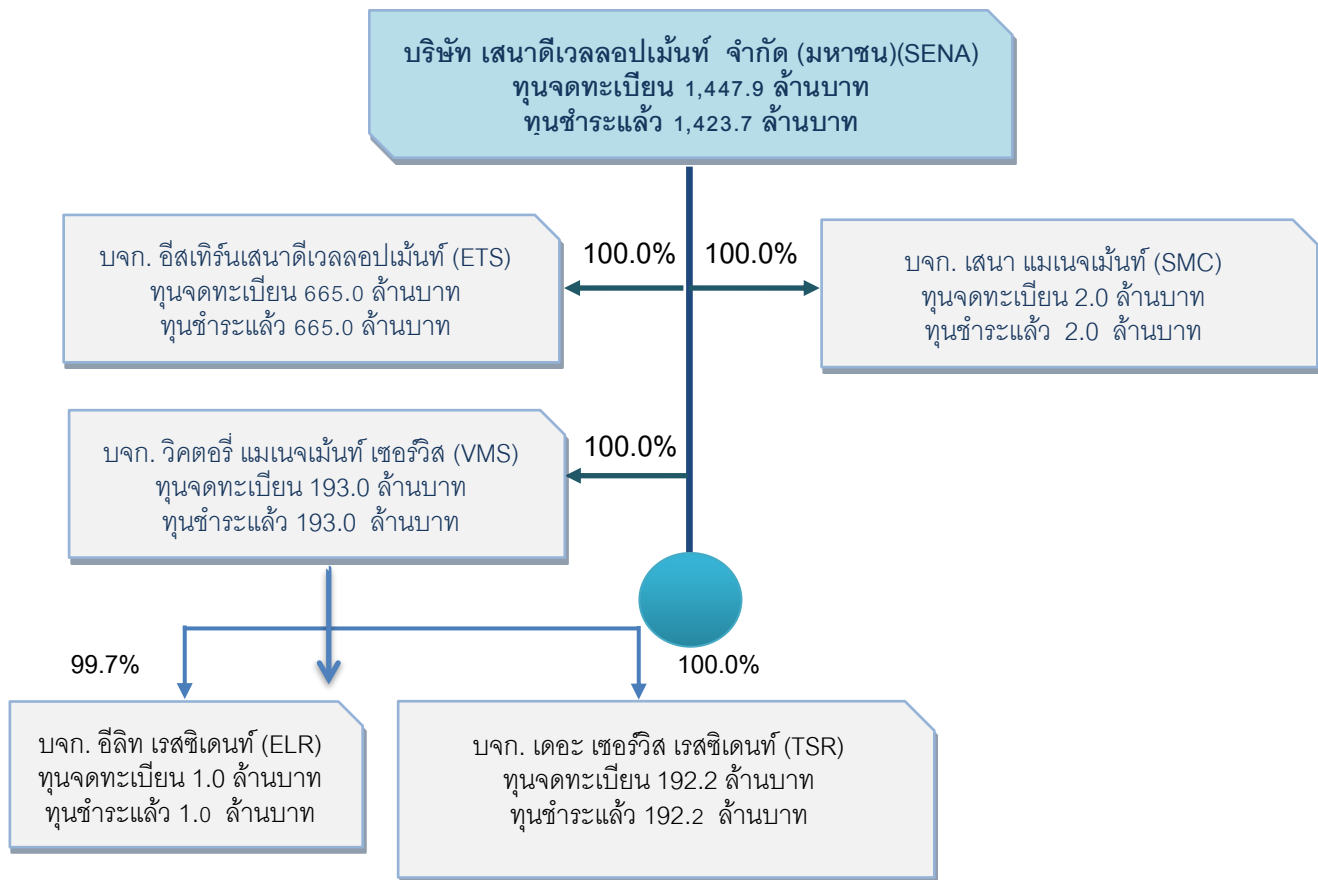 บริษัท เสนาดีเวลลอปเม้นท์ จำกัด (มหาชน)(SENA)
ทุนจดทะเบียน 1,447.9 ล้านบาท
ทุนชำระแล้ว 1,423.7 ล้านบาท
บจก. อีสเทิร์นเสนาดีเวลลอปเม้นท์ (ETS)
ทุนจดทะเบียน 665.0 ล้านบาท
ทุนชำระแล้ว 665.0 ล้านบาท
100.0%
100.0%
บจก. เสนา แมเนจเม้นท์ (SMC)
ทุนจดทะเบียน 2.0 ล้านบาท
ทุนชำระแล้ว 2.0 ล้านบาท
บจก. วิคตอรี่ แมเนจเม้นท์ เซอร์วิส (VMS)
ทุนจดทะเบียน 193.0 ล้านบาท
ทุนชำระแล้ว 193.0 ล้านบาท
100.0%
99.7%
100.0%
บจก. อีลิท เรสซิเดนท์ (ELR)
ทุนจดทะเบียน 1.0 ล้านบาท
ทุนชำระแล้ว 1.0 ล้านบาท
บจก. เดอะ เซอร์วิส เรสซิเดนท์ (TSR)
ทุนจดทะเบียน 192.2 ล้านบาท
ทุนชำระแล้ว 192.2 ล้านบาท